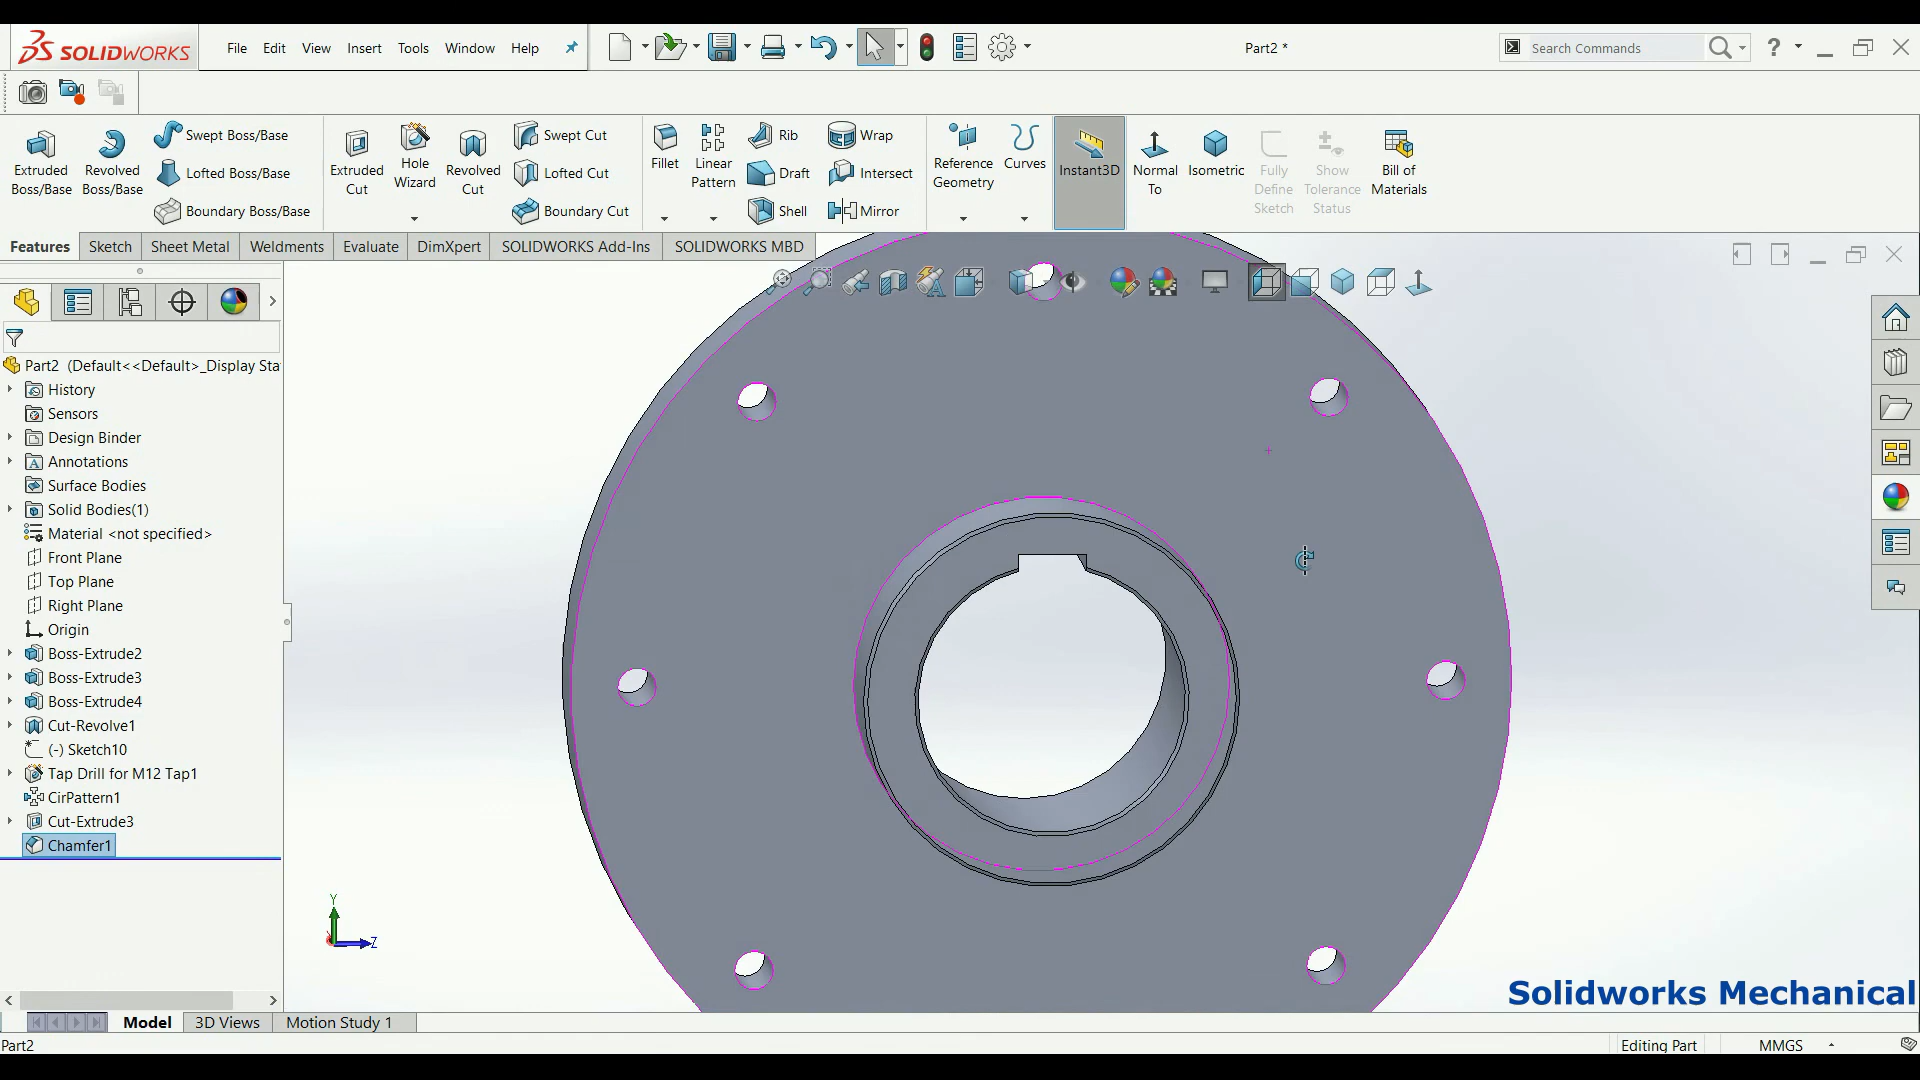 SOLIDWORKS File Edit View Insert Tools Window Help Part2 * Search Commands ?
Extruded Boss/Base
Revolved Boss/Base
Swept Boss/Base
Lofted Boss/Base
Boundary Boss/Base
Extruded Cut
Hole Wizard
Revolved Cut
Swept Cut
Lofted Cut
Boundary Cut
Fillet
Linear Pattern
Rib
Draft
Shell
Wrap
Intersect
Mirror
Reference Geometry
Curves
Instant3D
Normal To
Isometric
Fully Define Sketch
Show Tolerance Status
Bill of Materials
Features Sketch Sheet Metal Weldments Evaluate DimXpert SOLIDWORKS Add-Ins SOLIDWORKS MBD
Part2 (Default<<Default>_Display Sta
History
Sensors
Design Binder
Annotations
Surface Bodies
Solid Bodies(1)
Material <not specified>
Front Plane
Top Plane
Right Plane
Origin
Boss-Extrude2
Boss-Extrude3
Boss-Extrude4
Cut-Revolve1
(-) Sketch10
Tap Drill for M12 Tap1
CirPattern1
Cut-Extrude3
Chamfer1
Y
Z
Solidworks Mechanical
Model 3D Views Motion Study 1
Part2 Editing Part MMGS